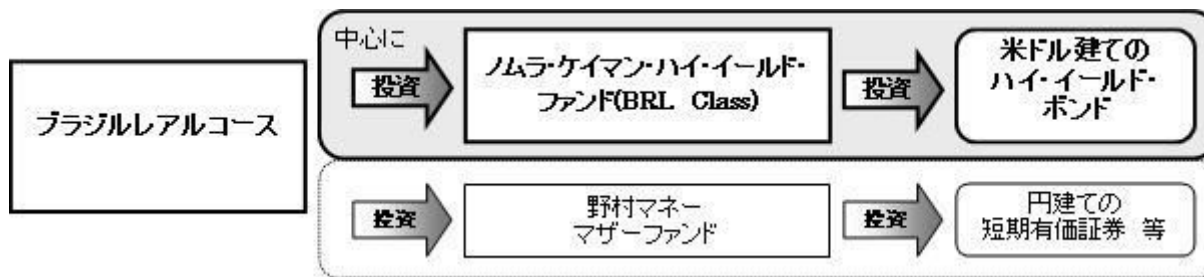 ブラジルレアルコース
中心に
投資
ノムラ・ケイマン・ハイ・イールド・
ファンド(BRL Class)
投資
米ドル建ての
ハイ・イールド・
ボンド
投資
野村マネー
マザーファンド
投資
円建ての
短期有価証券 等